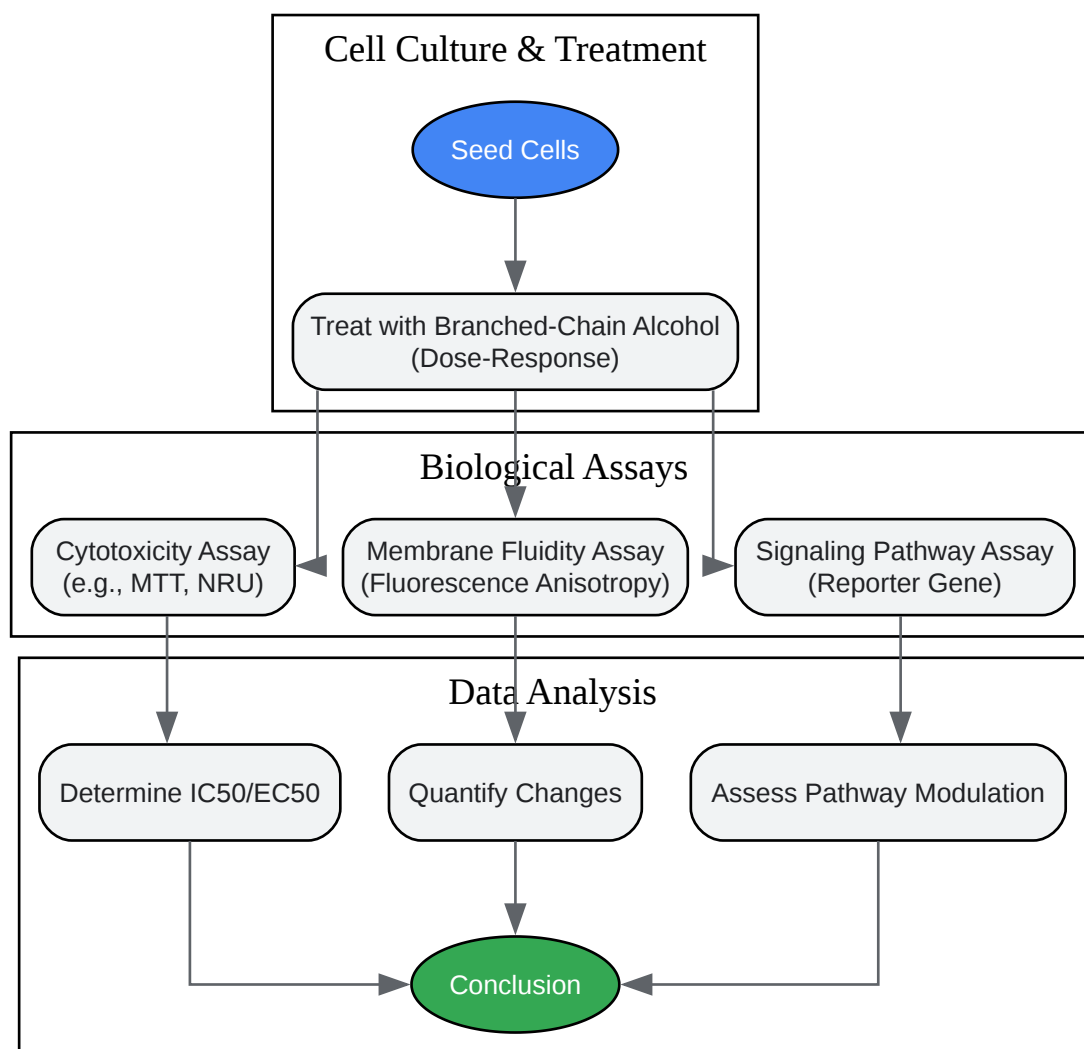 Cell Culture & Treatment
Seed Cells
Treat with Branched-Chain Alcohol
(Dose-Response)
Biological Assays
Cytotoxicity Assay
(e.g., MTT, NRU)
Membrane Fluidity Assay
(Fluorescence Anisotropy)
Signaling Pathway Assay
(Reporter Gene)
Data Analysis
Determine IC50/EC50
Quantify Changes
Assess Pathway Modulation
Conclusion